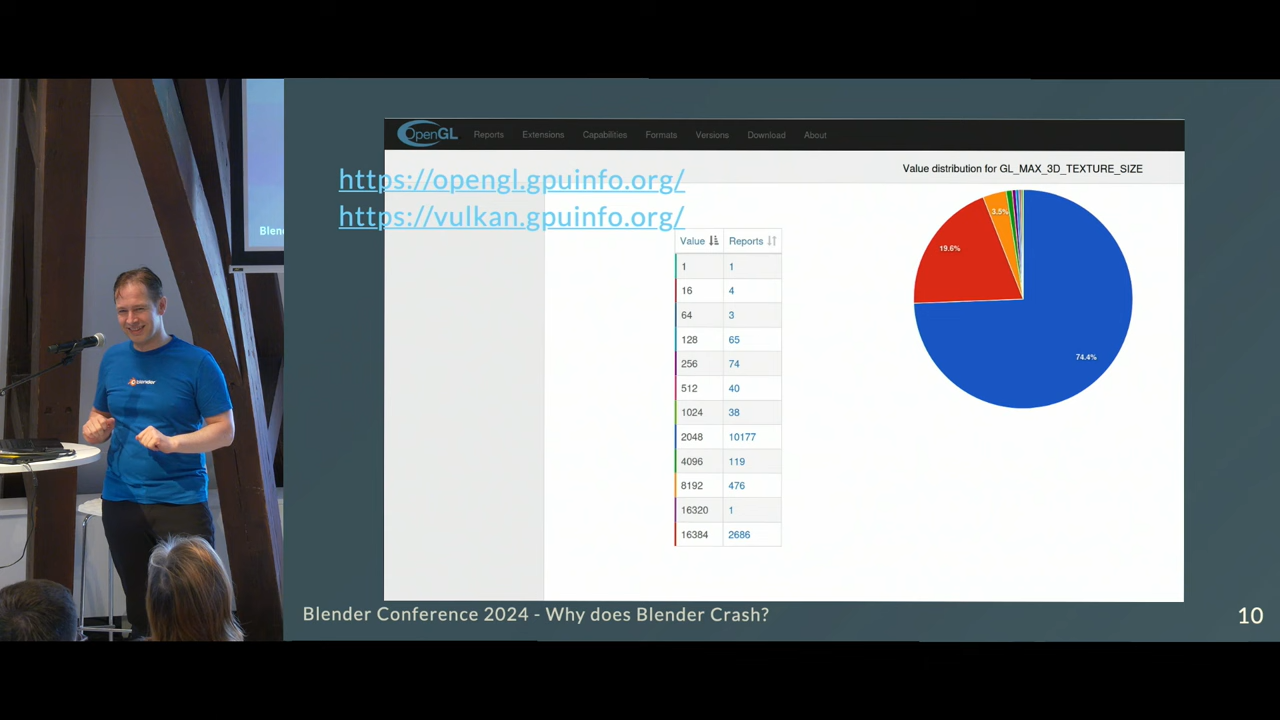 Blen
blender
OpenGL Reports Extensions Capabilities Formats Versions Download About
https://opengl.gpuinfo.org/
https://vulkan.gpuinfo.org/
Value distribution for GL_MAX_3D_TEXTURE_SIZE
Value Reports
1 1
16 4
64 3
128 65
256 74
512 40
1024 38
2048 10177
4096 119
8192 476
16320 1
16384 2686
3.5%
19.6%
74.4%
Blender Conference 2024 - Why does Blender Crash?
10